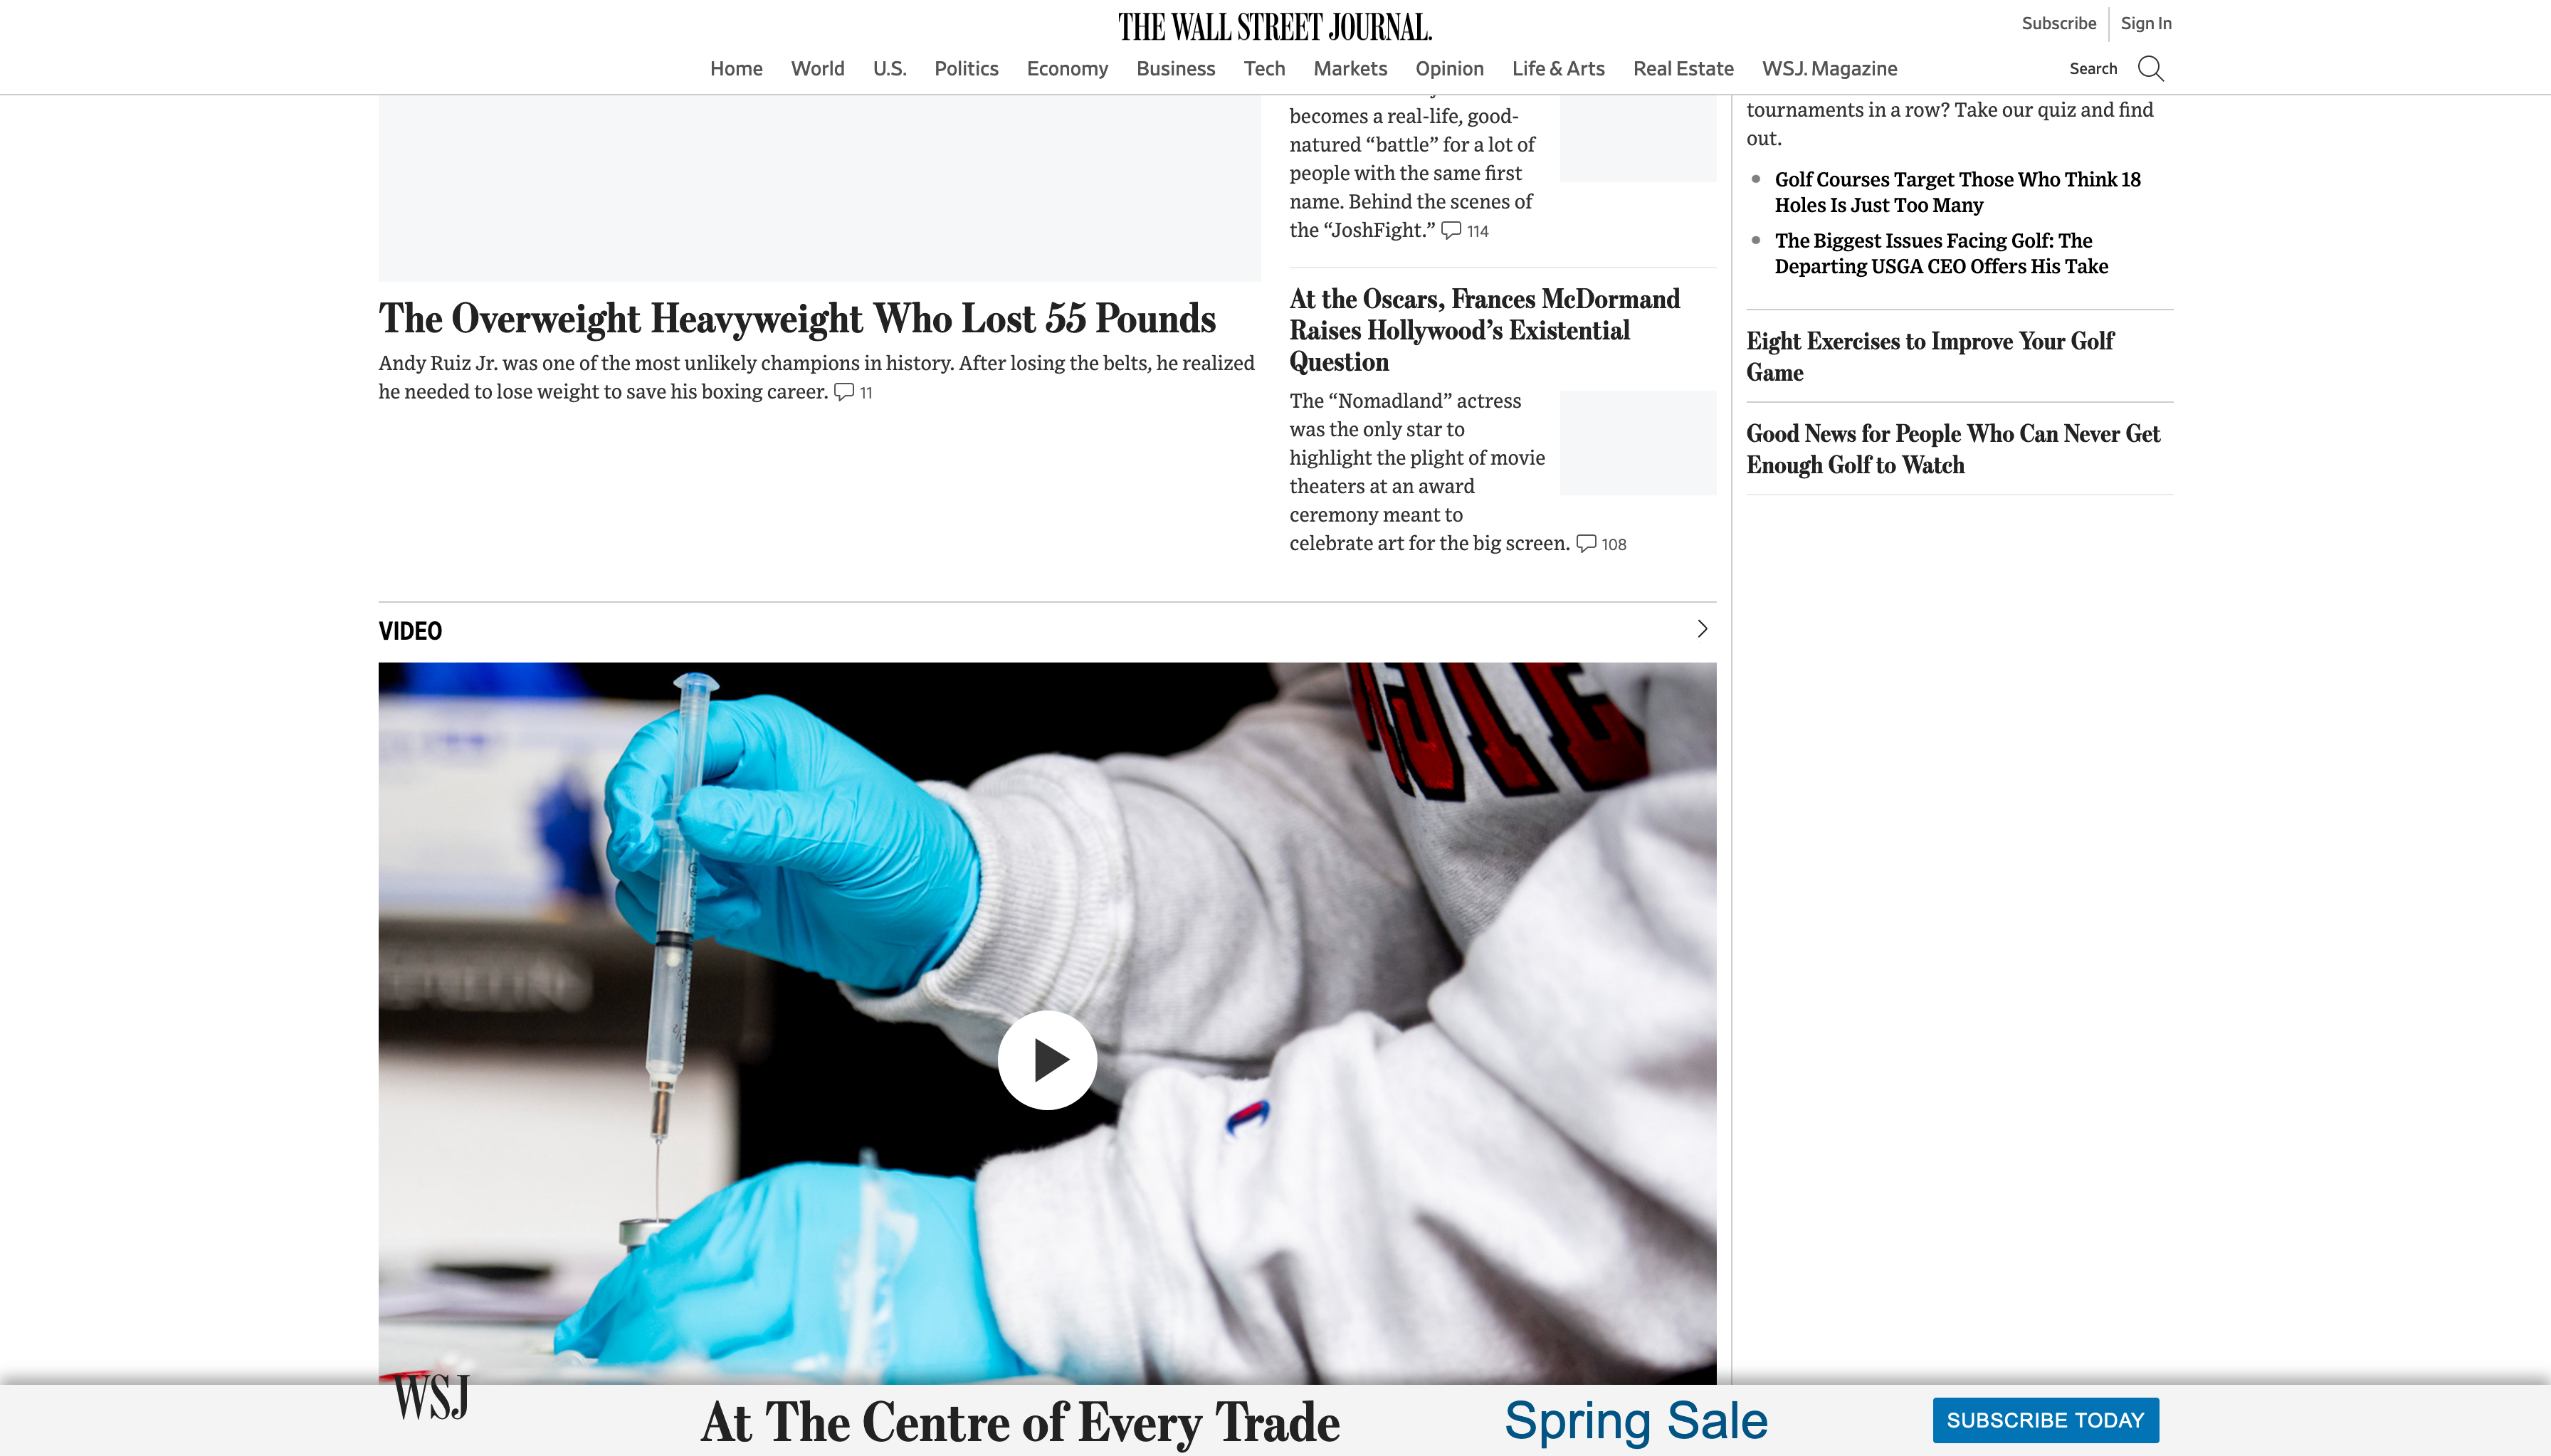 THE WALL STREET JOURNAL.
Subscribe
Sign In
Home World U.S. Politics Economy Business Tech Markets Opinion Life & Arts Real Estate WSJ. Magazine
Search
becomes a real-life, good-
natured “battle” for a lot of
people with the same first
name. Behind the scenes of
the “JoshFight.” 114
At the Oscars, Frances McDormand
Raises Hollywood’s Existential
Question
The “Nomadland” actress
was the only star to
highlight the plight of movie
theaters at an award
ceremony meant to
celebrate art for the big screen. 108
The Overweight Heavyweight Who Lost 55 Pounds
Andy Ruiz Jr. was one of the most unlikely champions in history. After losing the belts, he realized
he needed to lose weight to save his boxing career. 11
tournaments in a row? Take our quiz and find
out.
Golf Courses Target Those Who Think 18
Holes Is Just Too Many
The Biggest Issues Facing Golf: The
Departing USGA CEO Offers His Take
Eight Exercises to Improve Your Golf
Game
Good News for People Who Can Never Get
Enough Golf to Watch
VIDEO
WSJ
At The Centre of Every Trade
Spring Sale
SUBSCRIBE TODAY